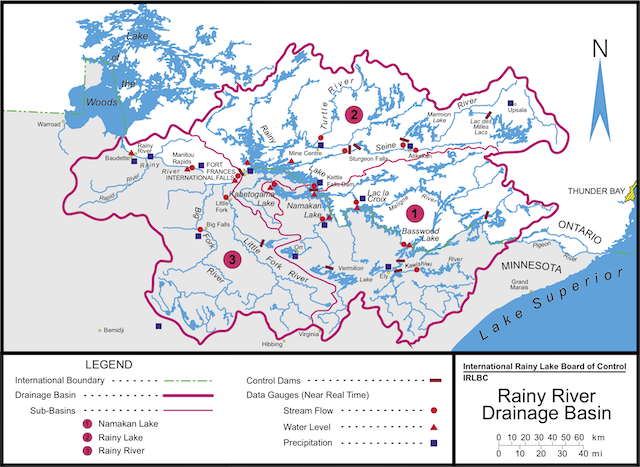 Lake
of
the
Woods
Warroad
N
Turtle River
2
River
Upsala
Marmion
Lake
Lac des
Milles
Lacs
Rainy
River
Baudette
Rainy
River
Manitou
Rapids
Rapid
River
FORT
FRANCES
INTERNATIONAL FALLS
Rainy
Lake
Mine Centre
Seine
Sturgeon Falls
Atikokan
Kettle
Falls Dam
Kabetogama
Lake
Namakan
Lake
Lac la
Croix
Maligne River
1
THUNDER BAY
Little
Fork
Big Falls
Big
Fork
River
3
Little Fork River
Orr
Basswood
Lake
ONTARIO
Pigeon
River
MINNESOTA
Vermilion
Lake
Ely
Kawishiwi
River
Grand
Marais
Lake Superior
Bemidji
Virginia
Hibbing
LEGEND
International Boundary
Drainage Basin
Sub-Basins
1 Namakan Lake
2 Rainy Lake
3 Rainy River
Control Dams
Data Gauges (Near Real Time)
Stream Flow
Water Level
Precipitation
International Rainy Lake Board of Control
IRLBC
Rainy River
Drainage Basin
0 10 20 30 40 50 60 km
0 10 20 30 40 mi